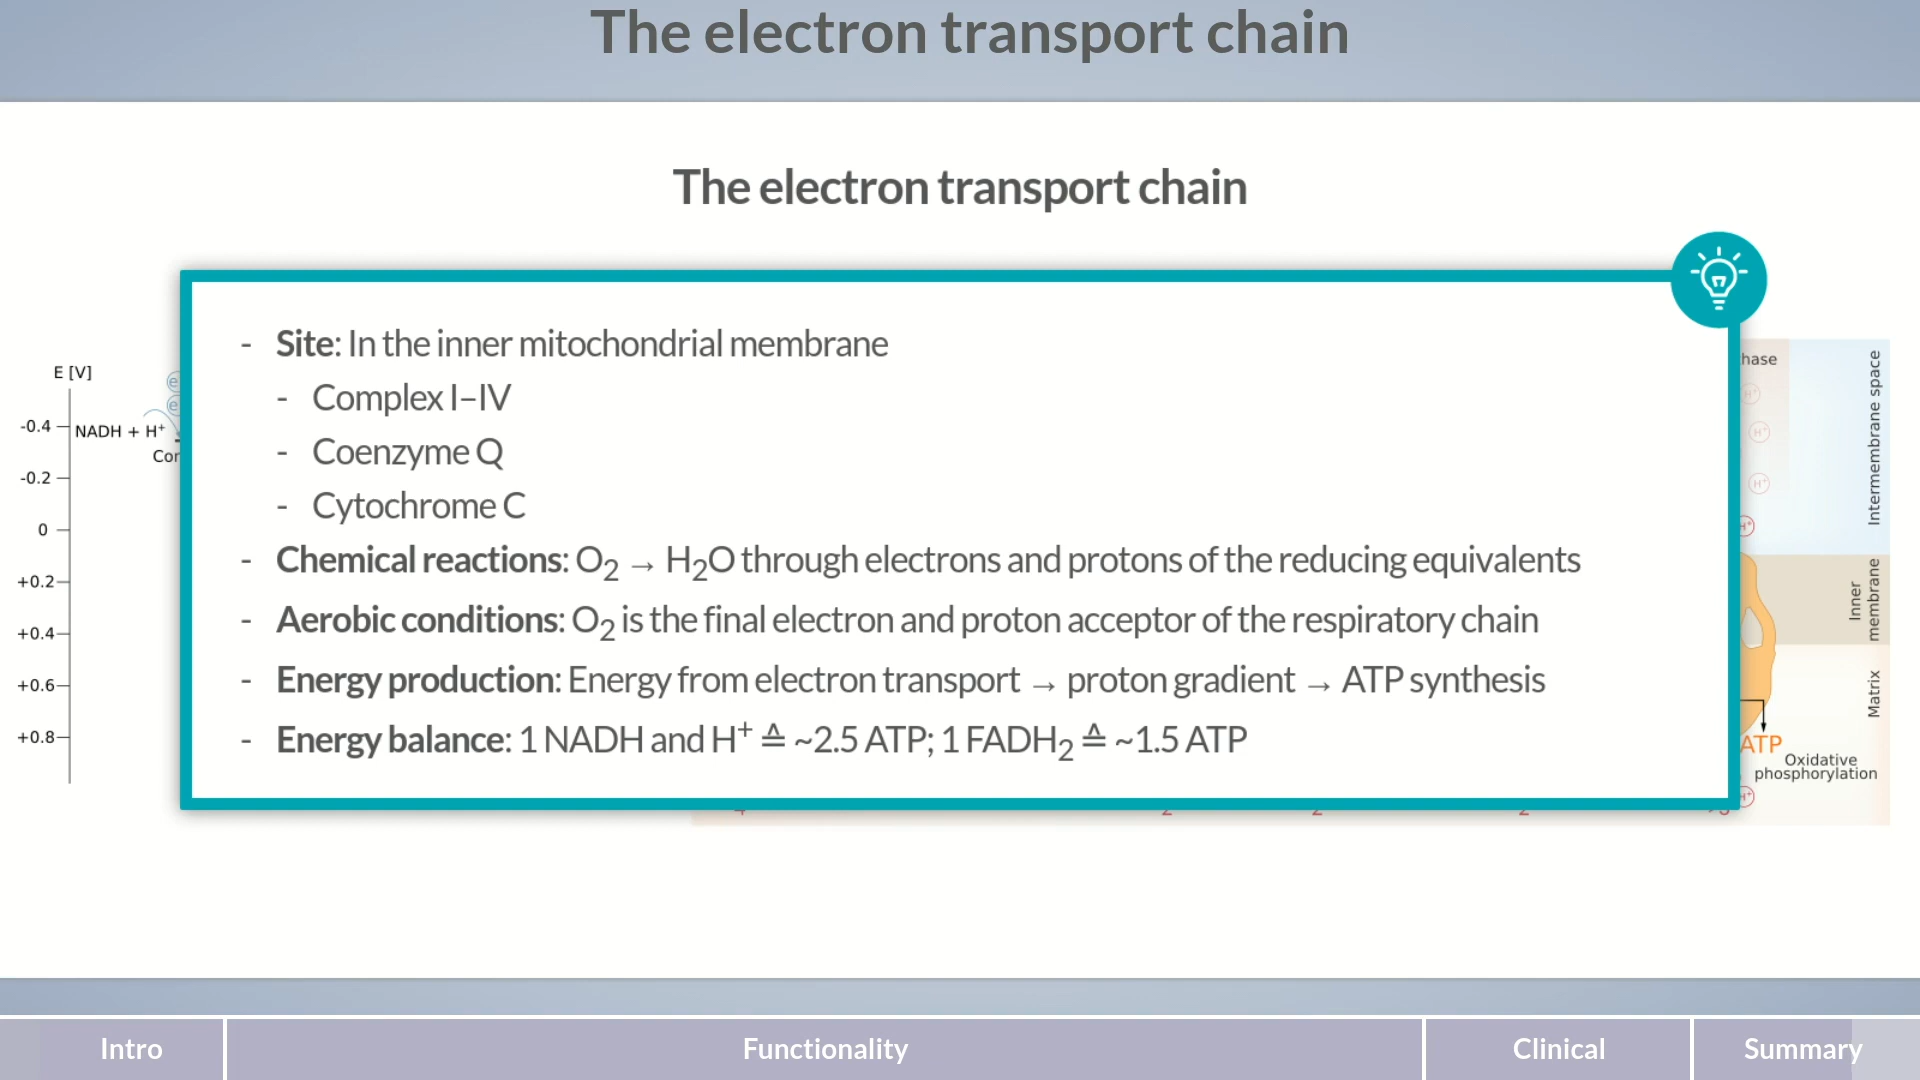 The electron transport chain
The electron transport chain
- Site: In the inner mitochondrial membrane
- Complex I–IV
- Coenzyme Q
- Cytochrome C
- Chemical reactions: O₂ → H₂O through electrons and protons of the reducing equivalents
- Aerobic conditions: O₂ is the final electron and proton acceptor of the respiratory chain
- Energy production: Energy from electron transport → proton gradient → ATP synthesis
- Energy balance: 1 NADH and H⁺ ≙ ~2.5 ATP; 1 FADH₂ ≙ ~1.5 ATP
E [V]
-0.4
NADH + H⁺
-0.2
0
+0.2
+0.4
+0.6
+0.8
Intermembrane space
H⁺
H⁺
H⁺
H⁺
Inner
membrane
Matrix
ATP
Oxidative
phosphorylation
H⁺
Intro
Functionality
Clinical
Summary